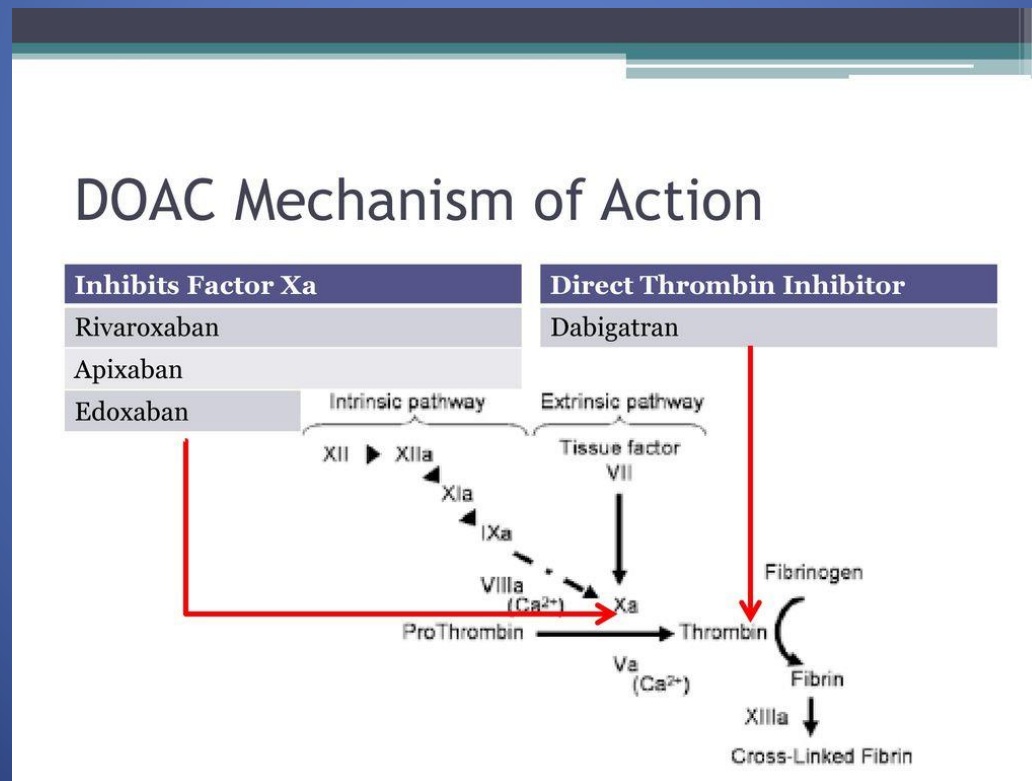 DOAC Mechanism of Action
Inhibits Factor Xa
Rivaroxaban
Apixaban
Edoxaban
Direct Thrombin Inhibitor
Dabigatran
Intrinsic pathway
Extrinsic pathway
XII XIIa
XIa
IXa
VIIIa
(Ca²⁺)
Tissue factor
VII
Xa
ProThrombin
Thrombin
Va
(Ca²⁺)
Fibrinogen
Fibrin
XIIIa
Cross-Linked Fibrin